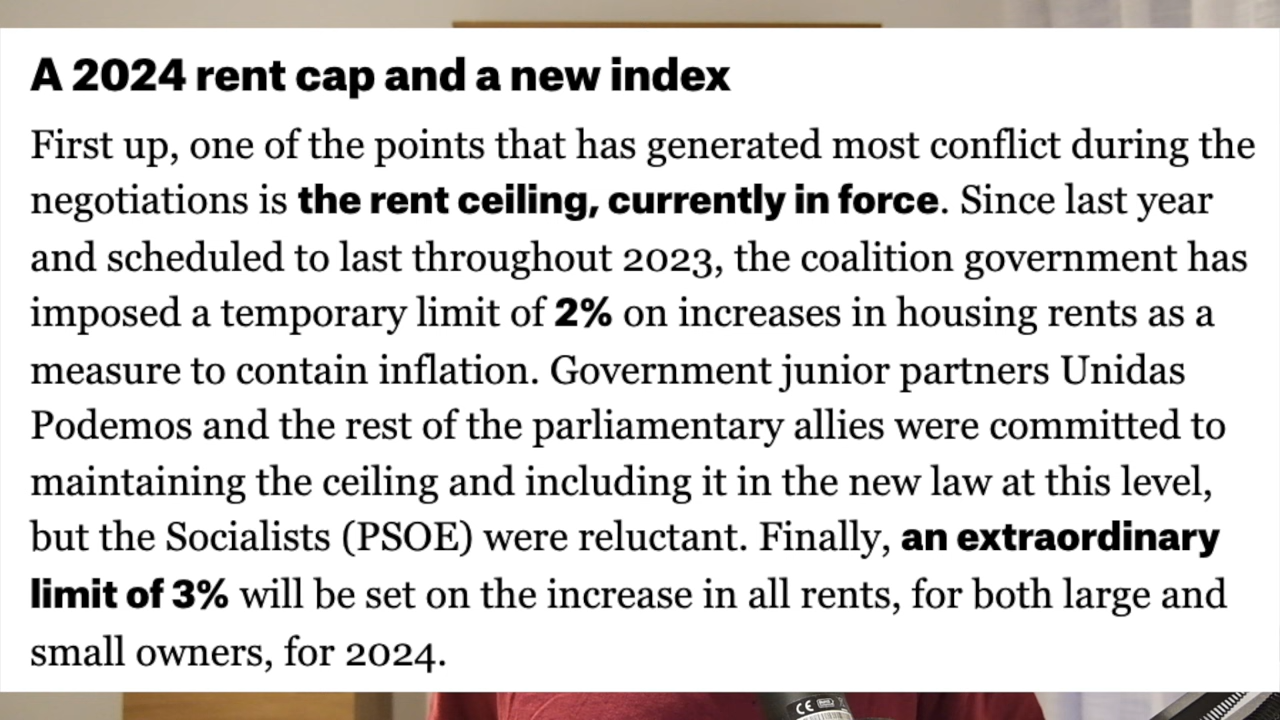 A 2024 rent cap and a new index
First up, one of the points that has generated most conflict during the
negotiations is the rent ceiling, currently in force. Since last year
and scheduled to last throughout 2023, the coalition government has
imposed a temporary limit of 2% on increases in housing rents as a
measure to contain inflation. Government junior partners Unidas
Podemos and the rest of the parliamentary allies were committed to
maintaining the ceiling and including it in the new law at this level,
but the Socialists (PSOE) were reluctant. Finally, an extraordinary
limit of 3% will be set on the increase in all rents, for both large and
small owners, for 2024.
CE